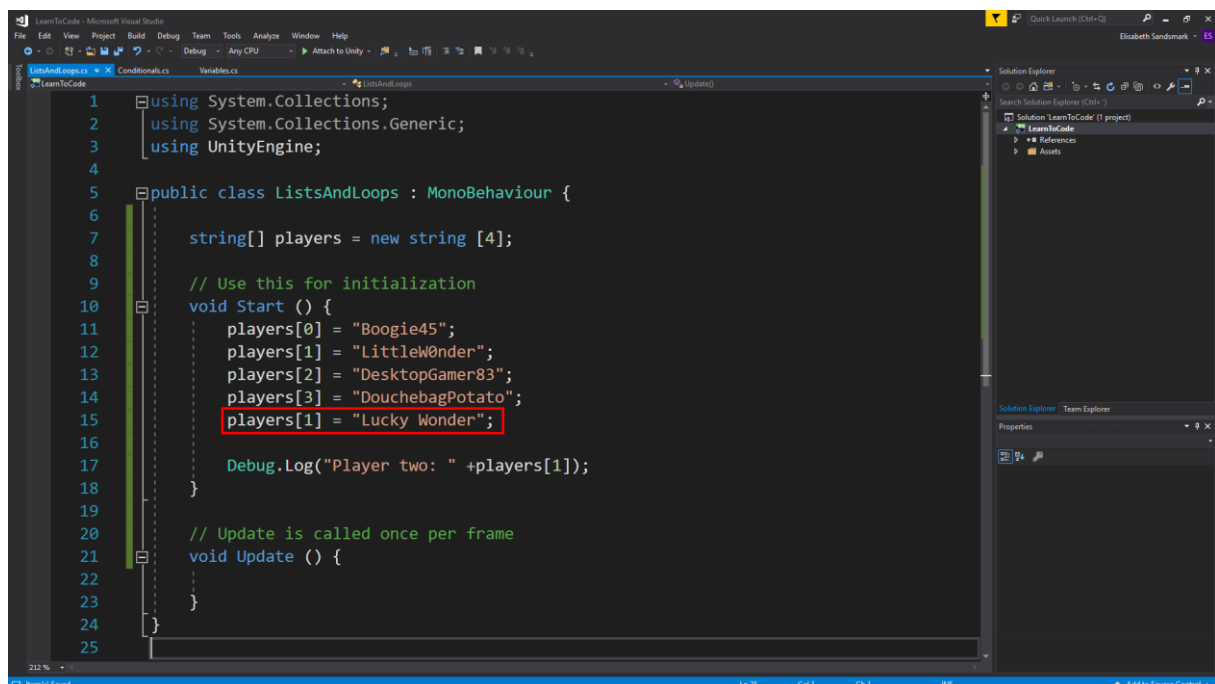 LearnToCode - Microsoft Visual Studio
Quick Launch (Ctrl+Q)
File Edit View Project Build Debug Team Tools Analyze Window Help
Elisabeth Sandsmark ES
Debug Any CPU Attach to Unity
Toolbox
ListsAndLoops.cs Conditionals.cs Variables.cs
LearnToCode ListsAndLoops Update()
1 using System.Collections;
2 using System.Collections.Generic;
3 using UnityEngine;
4
5 public class ListsAndLoops : MonoBehaviour {
6
7 string[] players = new string [4];
8
9 // Use this for initialization
10 void Start () {
11 players[0] = "Boogie45";
12 players[1] = "LittleW0nder";
13 players[2] = "DesktopGamer83";
14 players[3] = "DouchebagPotato";
15 players[1] = "Lucky Wonder";
16
17 Debug.Log("Player two: " +players[1]);
18 }
19
20 // Update is called once per frame
21 void Update () {
22
23 }
24 }
25
212 %
Solution Explorer
Search Solution Explorer (Ctrl+¨)
Solution 'LearnToCode' (1 project)
LearnToCode
References
Assets
Solution Explorer Team Explorer
Properties